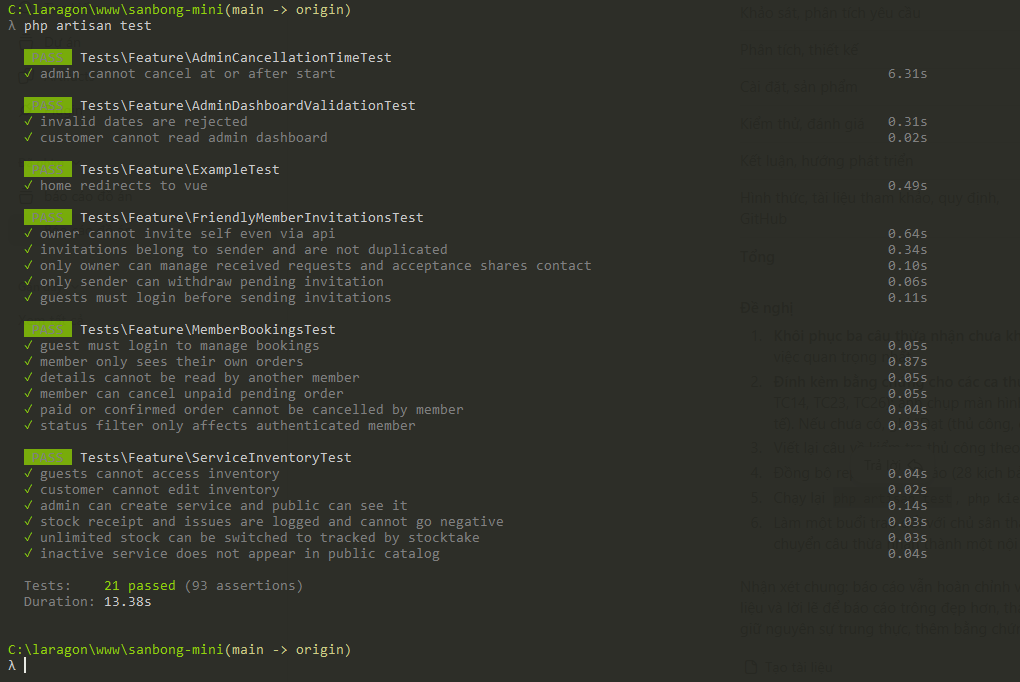 C:\laragon\www\sanbong-mini(main -> origin)
λ php artisan test
PASS Tests\Feature\AdminCancellationTimeTest
✓ admin cannot cancel at or after start 6.31s
PASS Tests\Feature\AdminDashboardValidationTest
✓ invalid dates are rejected 0.31s
✓ customer cannot read admin dashboard 0.02s
PASS Tests\Feature\ExampleTest
✓ home redirects to vue 0.49s
PASS Tests\Feature\FriendlyMemberInvitationsTest
✓ owner cannot invite self even via api 0.64s
✓ invitations belong to sender and are not duplicated 0.34s
✓ only owner can manage received requests and acceptance shares contact 0.10s
✓ only sender can withdraw pending invitation 0.06s
✓ guests must login before sending invitations 0.11s
PASS Tests\Feature\MemberBookingsTest
✓ guest must login to manage bookings 0.05s
✓ member only sees their own orders 0.87s
✓ details cannot be read by another member 0.05s
✓ member can cancel unpaid pending order 0.05s
✓ paid or confirmed order cannot be cancelled by member 0.04s
✓ status filter only affects authenticated member 0.03s
PASS Tests\Feature\ServiceInventoryTest
✓ guests cannot access inventory 0.04s
✓ customer cannot edit inventory 0.02s
✓ admin can create service and public can see it 0.14s
✓ stock receipt and issues are logged and cannot go negative 0.03s
✓ unlimited stock can be switched to tracked by stocktake 0.03s
✓ inactive service does not appear in public catalog 0.04s
Tests: 21 passed (93 assertions)
Duration: 13.38s
C:\laragon\www\sanbong-mini(main -> origin)
λ